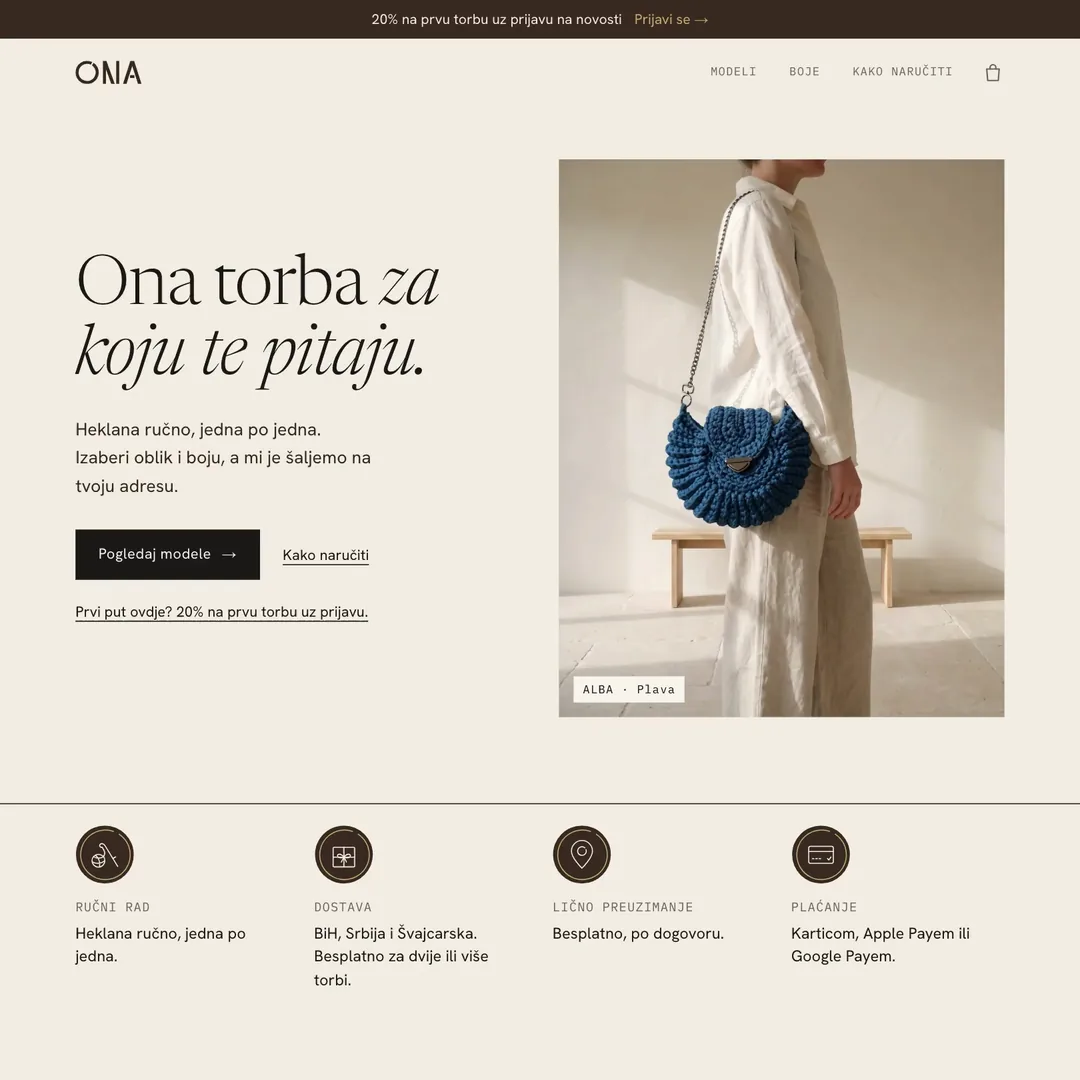 20% na prvu torbu uz prijavu na novosti Prijavi se →
ONA
MODELI BOJE KAKO NARUČITI
Ona torba za
koju te pitaju.
Heklana ručno, jedna po jedna.
Izaberi oblik i boju, a mi je šaljemo na
tvoju adresu.
Pogledaj modele →
Kako naručiti
Prvi put ovdje? 20% na prvu torbu uz prijavu.
ALBA · Plava
RUČNI RAD
Heklana ručno, jedna po
jedna.
DOSTAVA
BiH, Srbija i Švajcarska.
Besplatno za dvije ili više
torbi.
LIČNO PREUZIMANJE
Besplatno, po dogovoru.
PLAĆANJE
Karticom, Apple Payem ili
Google Payem.